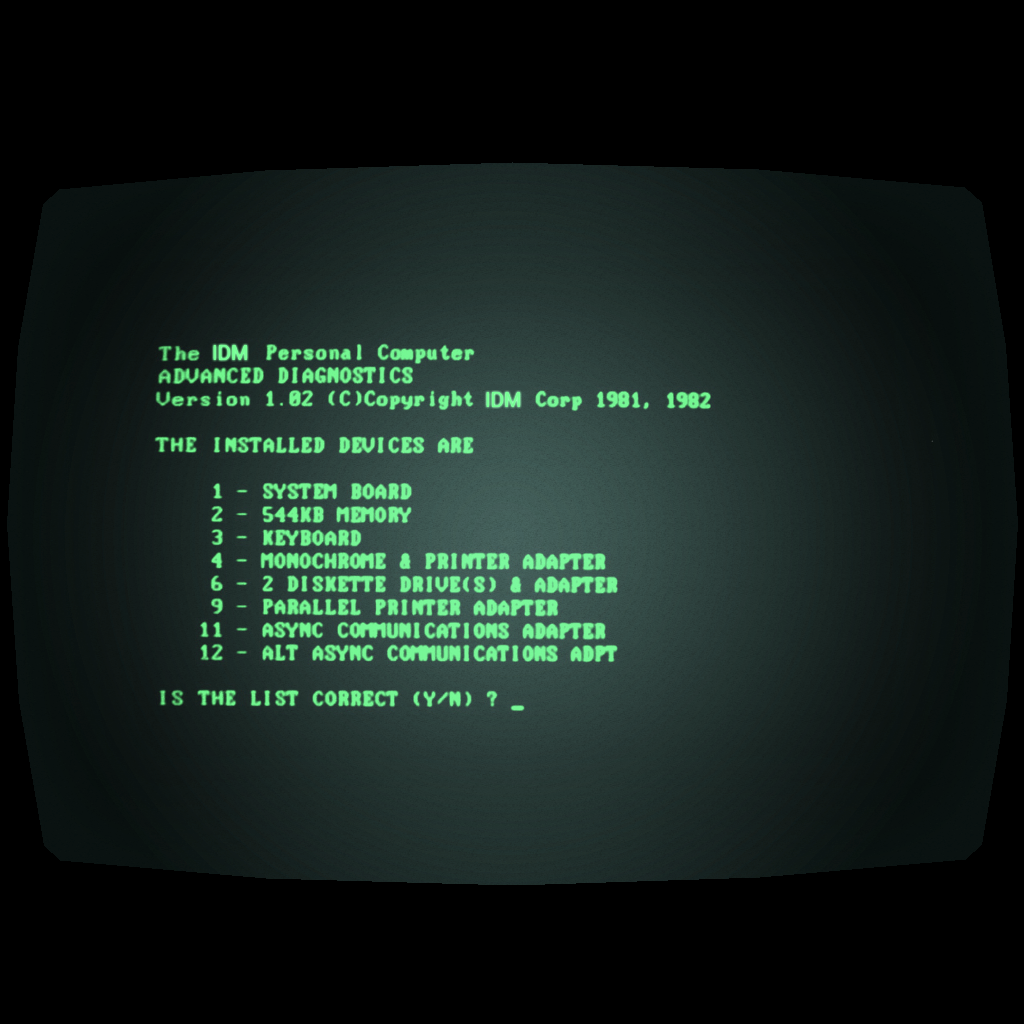 The IDM Personal Computer
ADVANCED DIAGNOSTICS
Version 1.02 (C)Copyright IDM Corp 1981, 1982
THE INSTALLED DEVICES ARE
1 - SYSTEM BOARD
2 - 544KB MEMORY
3 - KEYBOARD
4 - MONOCHROME & PRINTER ADAPTER
6 - 2 DISKETTE DRIVE(S) & ADAPTER
9 - PARALLEL PRINTER ADAPTER
11 - ASYNC COMMUNICATIONS ADAPTER
12 - ALT ASYNC COMMUNICATIONS ADPT
IS THE LIST CORRECT (Y/N) ? _